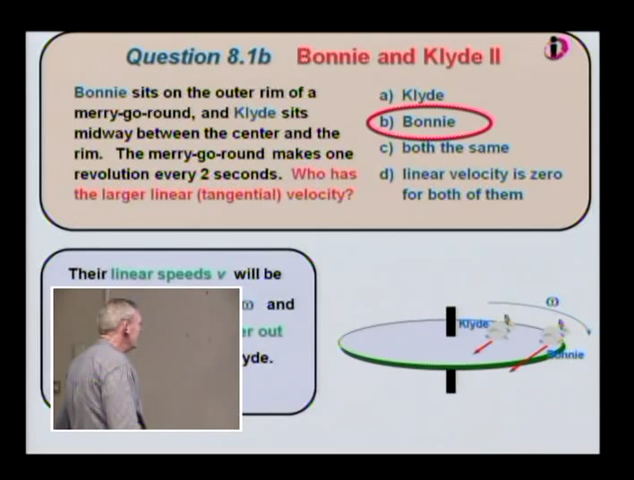 Question 8.1b Bonnie and Klyde II
Bonnie sits on the outer rim of a
merry-go-round, and Klyde sits
midway between the center and the
rim. The merry-go-round makes one
revolution every 2 seconds. Who has
the larger linear (tangential) velocity?
a) Klyde
b) Bonnie
c) both the same
d) linear velocity is zero
for both of them
Their linear speeds v will be
ω and
out
yde.
ω
Klyde
Bonnie